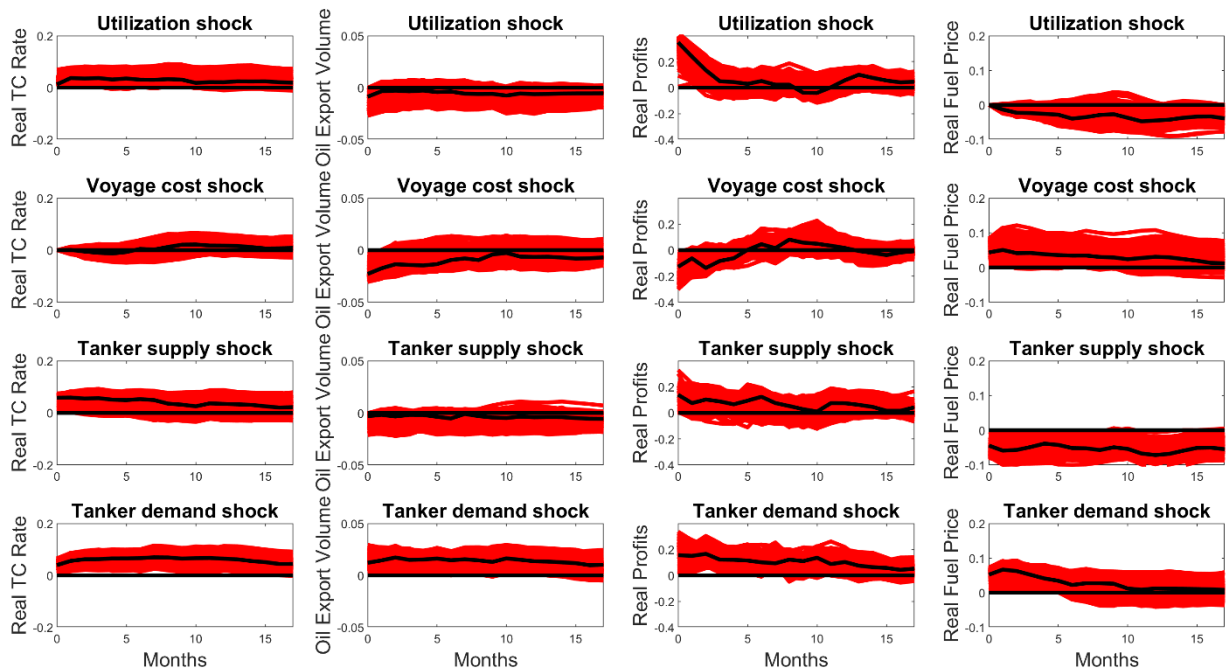 Utilization shock
Real TC Rate
0.2
0
-0.2
0 5 10 15
Utilization shock
Oil Export Volume
0.05
0
-0.05
0 5 10 15
Utilization shock
Real Profits
0.2
0
-0.2
-0.4
0 5 10 15
Utilization shock
Real Fuel Price
0.2
0.1
0
-0.1
0 5 10 15
Voyage cost shock
Real TC Rate
0.2
0
-0.2
0 5 10 15
Voyage cost shock
Oil Export Volume
0.05
0
-0.05
0 5 10 15
Voyage cost shock
Real Profits
0.2
0
-0.2
-0.4
0 5 10 15
Voyage cost shock
Real Fuel Price
0.2
0.1
0
-0.1
0 5 10 15
Tanker supply shock
Real TC Rate
0.2
0
-0.2
0 5 10 15
Tanker supply shock
Oil Export Volume
0.05
0
-0.05
0 5 10 15
Tanker supply shock
Real Profits
0.2
0
-0.2
-0.4
0 5 10 15
Tanker supply shock
Real Fuel Price
0.2
0.1
0
-0.1
0 5 10 15
Tanker demand shock
Real TC Rate
0.2
0
-0.2
0 5 10 15
Months
Tanker demand shock
Oil Export Volume
0.05
0
-0.05
0 5 10 15
Months
Tanker demand shock
Real Profits
0.2
0
-0.2
-0.4
0 5 10 15
Months
Tanker demand shock
Real Fuel Price
0.2
0.1
0
-0.1
0 5 10 15
Months